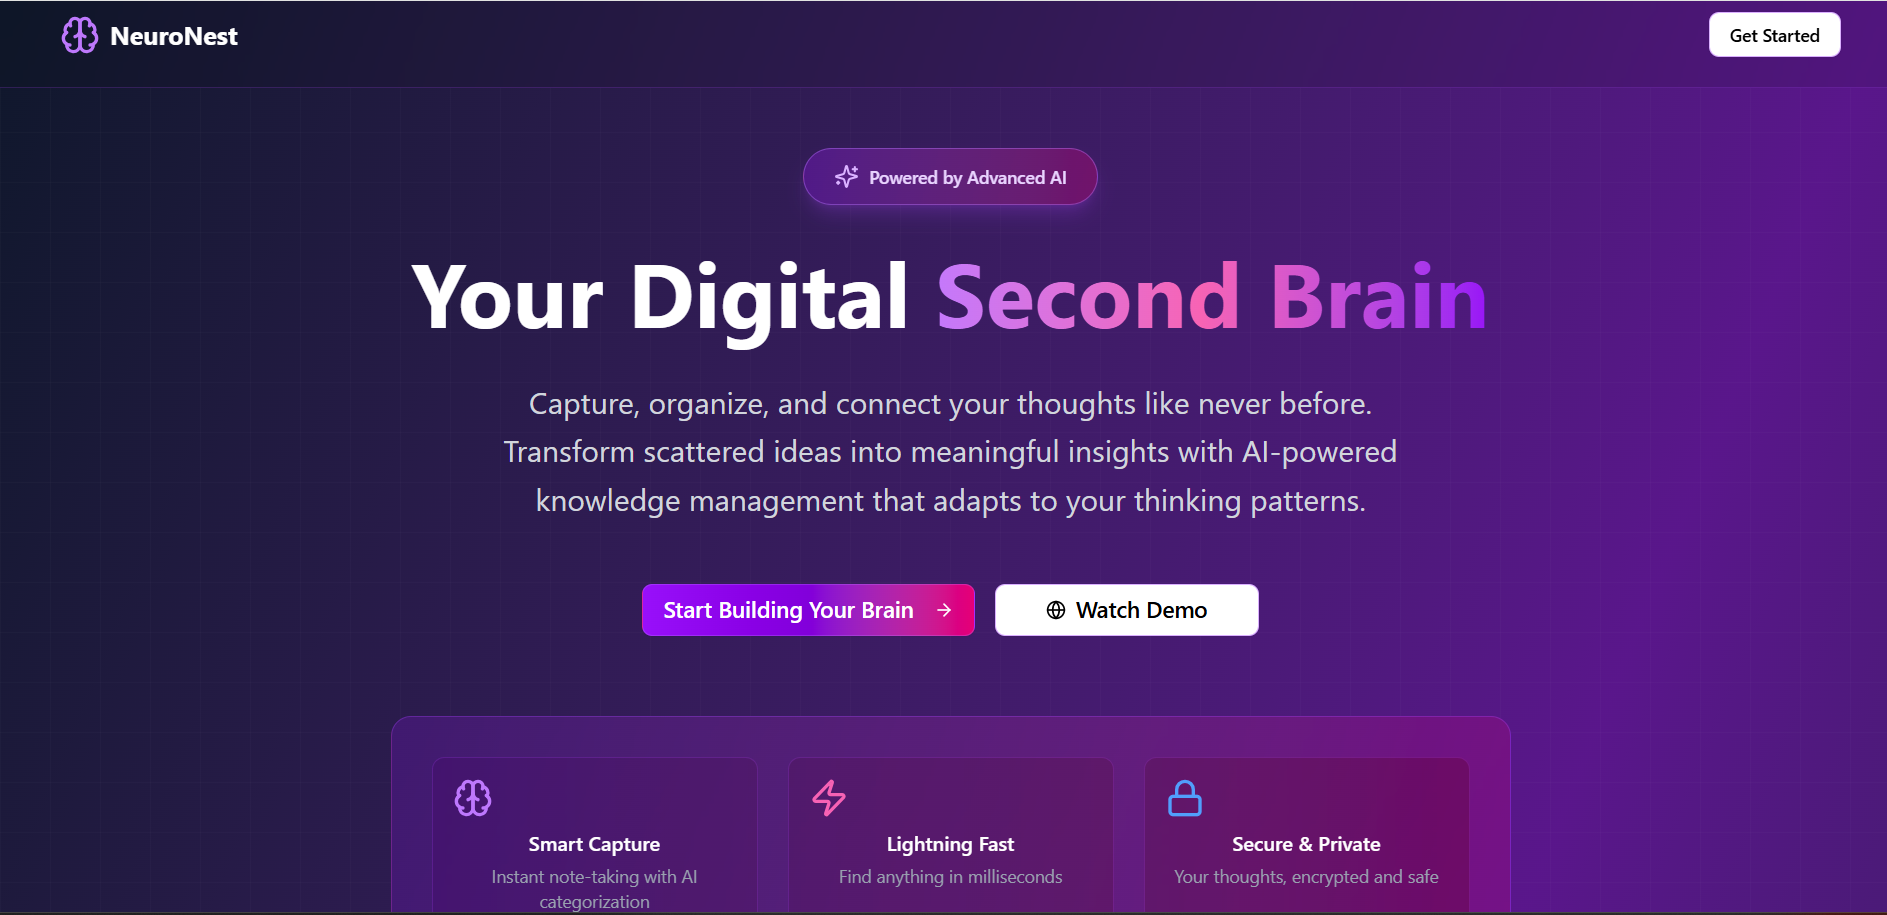 NeuroNest
Get Started
Powered by Advanced AI
Your Digital Second Brain
Capture, organize, and connect your thoughts like never before.
Transform scattered ideas into meaningful insights with AI-powered
knowledge management that adapts to your thinking patterns.
Start Building Your Brain
Watch Demo
Smart Capture
Instant note-taking with AI
categorization
Lightning Fast
Find anything in milliseconds
Secure & Private
Your thoughts, encrypted and safe